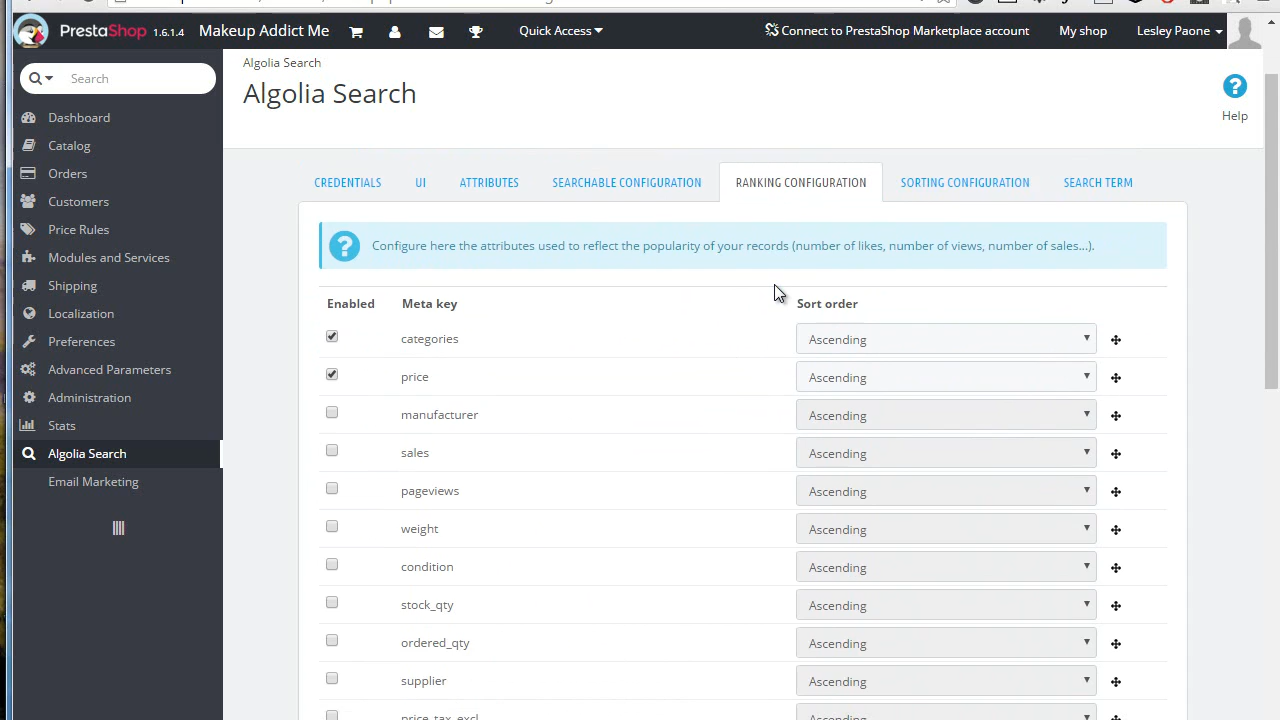 PrestaShop 1.6.1.4 Makeup Addict Me Quick Access Connect to PrestaShop Marketplace account My shop Lesley Paone
Search
Dashboard
Catalog
Orders
Customers
Price Rules
Modules and Services
Shipping
Localization
Preferences
Advanced Parameters
Administration
Stats
Algolia Search
Email Marketing
Algolia Search
Algolia Search
Help
CREDENTIALS UI ATTRIBUTES SEARCHABLE CONFIGURATION RANKING CONFIGURATION SORTING CONFIGURATION SEARCH TERM
Configure here the attributes used to reflect the popularity of your records (number of likes, number of views, number of sales...).
Enabled Meta key Sort order
categories Ascending
price Ascending
manufacturer Ascending
sales Ascending
pageviews Ascending
weight Ascending
condition Ascending
stock_qty Ascending
ordered_qty Ascending
supplier Ascending
price_tax_excl Ascending